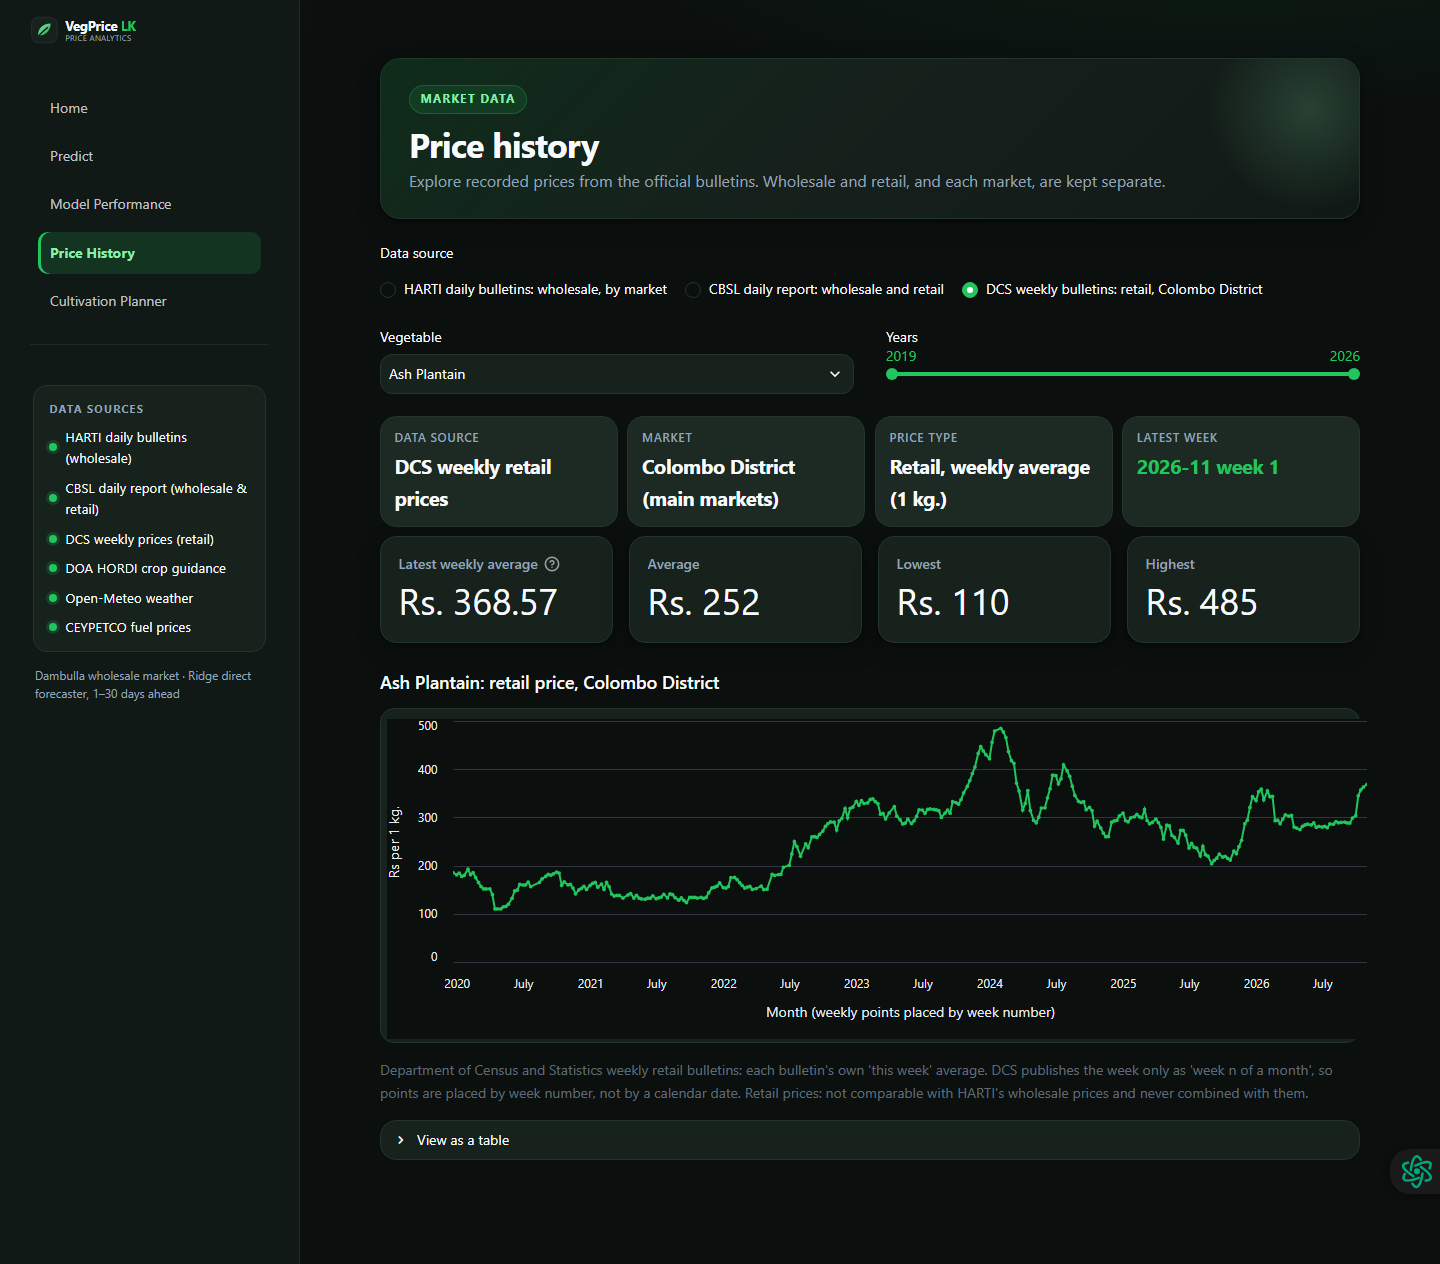 VegPrice LK
PRICE ANALYTICS
Home
Predict
Model Performance
Price History
Cultivation Planner
DATA SOURCES
HARTI daily bulletins
(wholesale)
CBSL daily report (wholesale &
retail)
DCS weekly prices (retail)
DOA HORDI crop guidance
Open-Meteo weather
CEYPETCO fuel prices
Dambulla wholesale market · Ridge direct
forecaster, 1–30 days ahead
MARKET DATA
Price history
Explore recorded prices from the official bulletins. Wholesale and retail, and each market, are kept separate.
Data source
HARTI daily bulletins: wholesale, by market
CBSL daily report: wholesale and retail
DCS weekly bulletins: retail, Colombo District
Vegetable
Ash Plantain
Years
2019
2026
DATA SOURCE
DCS weekly retail
prices
MARKET
Colombo District
(main markets)
PRICE TYPE
Retail, weekly average
(1 kg.)
LATEST WEEK
2026-11 week 1
Latest weekly average
Rs. 368.57
Average
Rs. 252
Lowest
Rs. 110
Highest
Rs. 485
Ash Plantain: retail price, Colombo District
Rs per 1 kg.
500
400
300
200
100
0
2020
July
2021
July
2022
July
2023
July
2024
July
2025
July
2026
July
Month (weekly points placed by week number)
Department of Census and Statistics weekly retail bulletins: each bulletin's own 'this week' average. DCS publishes the week only as 'week n of a month', so
points are placed by week number, not by a calendar date. Retail prices: not comparable with HARTI's wholesale prices and never combined with them.
View as a table